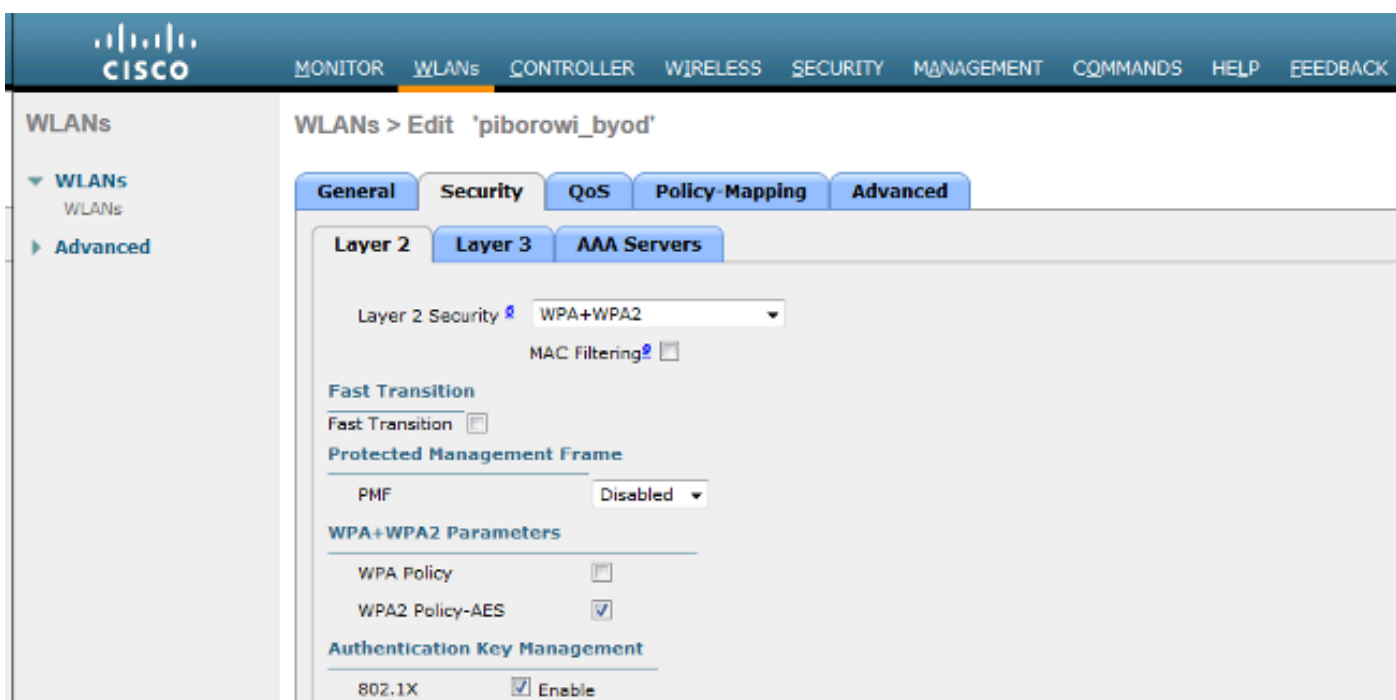 CISCO
MONITOR WLANs CONTROLLER WIRELESS SECURITY MANAGEMENT COMMANDS HELP FEEDBACK
WLANs
WLANs > Edit 'piborowi_byod'
WLANs
WLANs
Advanced
General Security QoS Policy-Mapping Advanced
Layer 2 Layer 3 AAA Servers
Layer 2 Security 6 WPA+WPA2
MAC Filtering 9
Fast Transition
Fast Transition
Protected Management Frame
PMF Disabled
WPA+WPA2 Parameters
WPA Policy
WPA2 Policy-AES
Authentication Key Management
802.1X Enable